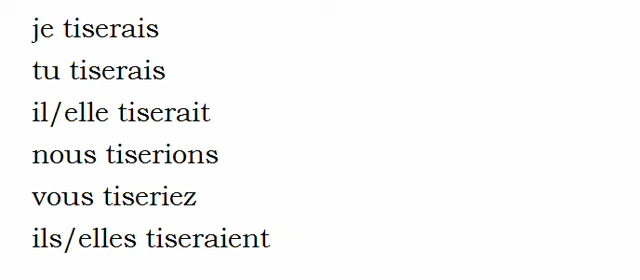 je tiserais
tu tiserais
il/elle tiserait
nous tiserions
vous tiseriez
ils/elles tiseraient